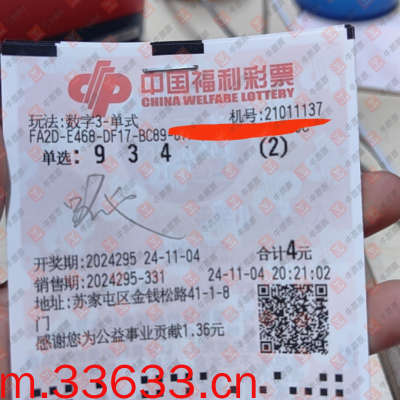 中国福利彩票
CHINA WELFARE LOTTERY
玩法:数字3-单式 机号:21011137
FA2D-E468-DF17-BC89-
单选: 9 3 4 (2)
开奖期:2024295 24-11-04 合计4元
销售期:2024295-331 24-11-04 20:21:02
地址:苏家屯区金钱松路41-1-8
门
感谢您为公益事业贡献1.36元
m.33633.cn